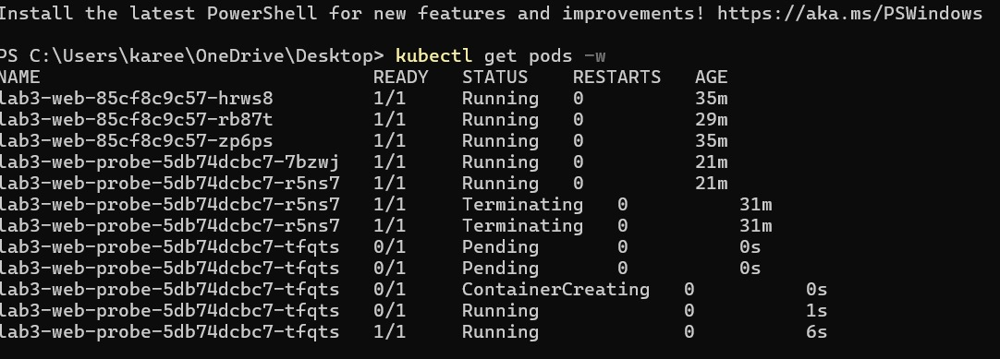 Install the latest PowerShell for new features and improvements! https://aka.ms/PSWindows
PS C:\Users\karee\OneDrive\Desktop> kubectl get pods -w
NAME                              READY   STATUS    RESTARTS   AGE
lab3-web-85cf8c9c57-hrws8         1/1     Running   0          35m
lab3-web-85cf8c9c57-rb87t         1/1     Running   0          29m
lab3-web-85cf8c9c57-zp6ps         1/1     Running   0          35m
lab3-web-probe-5db74dcbc7-7bzwj   1/1     Running   0          21m
lab3-web-probe-5db74dcbc7-r5ns7   1/1     Running   0          21m
lab3-web-probe-5db74dcbc7-r5ns7   1/1     Terminating   0          31m
lab3-web-probe-5db74dcbc7-r5ns7   1/1     Terminating   0          31m
lab3-web-probe-5db74dcbc7-tfqts   0/1     Pending       0          0s
lab3-web-probe-5db74dcbc7-tfqts   0/1     Pending       0          0s
lab3-web-probe-5db74dcbc7-tfqts   0/1     ContainerCreating   0          0s
lab3-web-probe-5db74dcbc7-tfqts   0/1     Running             0          1s
lab3-web-probe-5db74dcbc7-tfqts   1/1     Running             0          6s